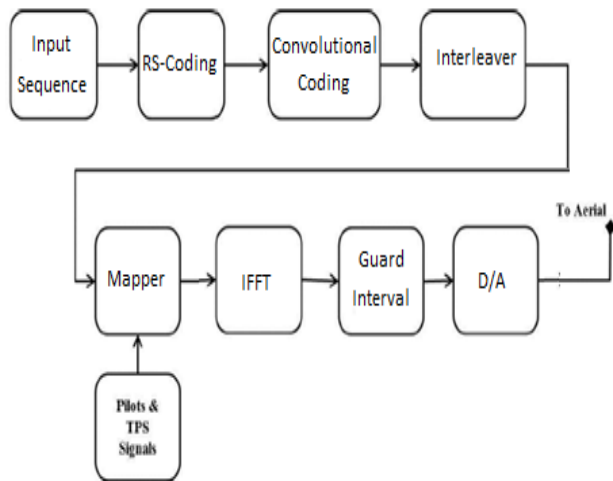 Input
Sequence
RS-Coding
Convolutional
Coding
Interleaver
To Aerial
Mapper
IFFT
Guard
Interval
D/A
Pilots &
TPS
Signals